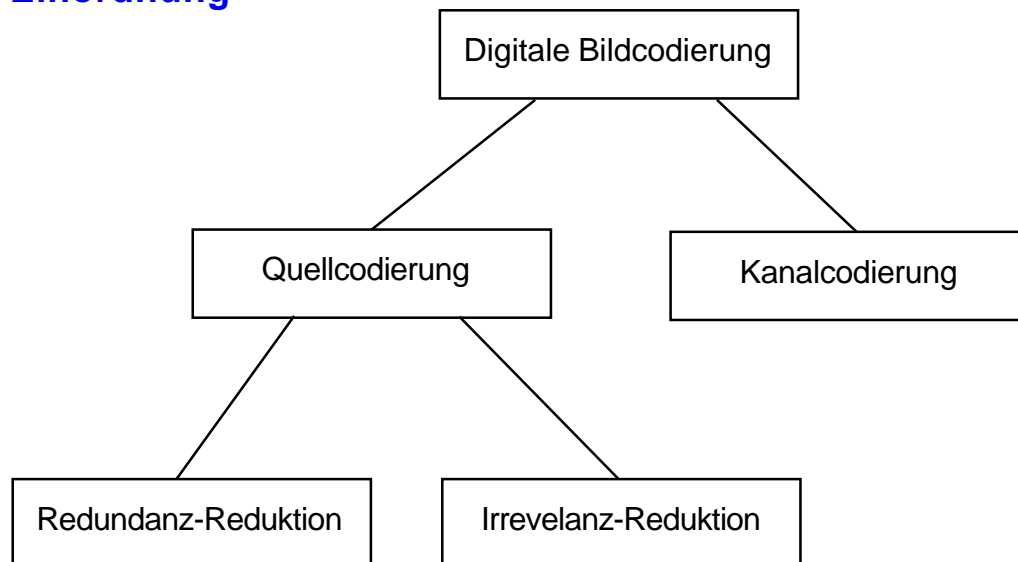 Einordnung
Digitale Bildcodierung
Quellcodierung
Kanalcodierung
Redundanz-Reduktion
Irrevelanz-Reduktion